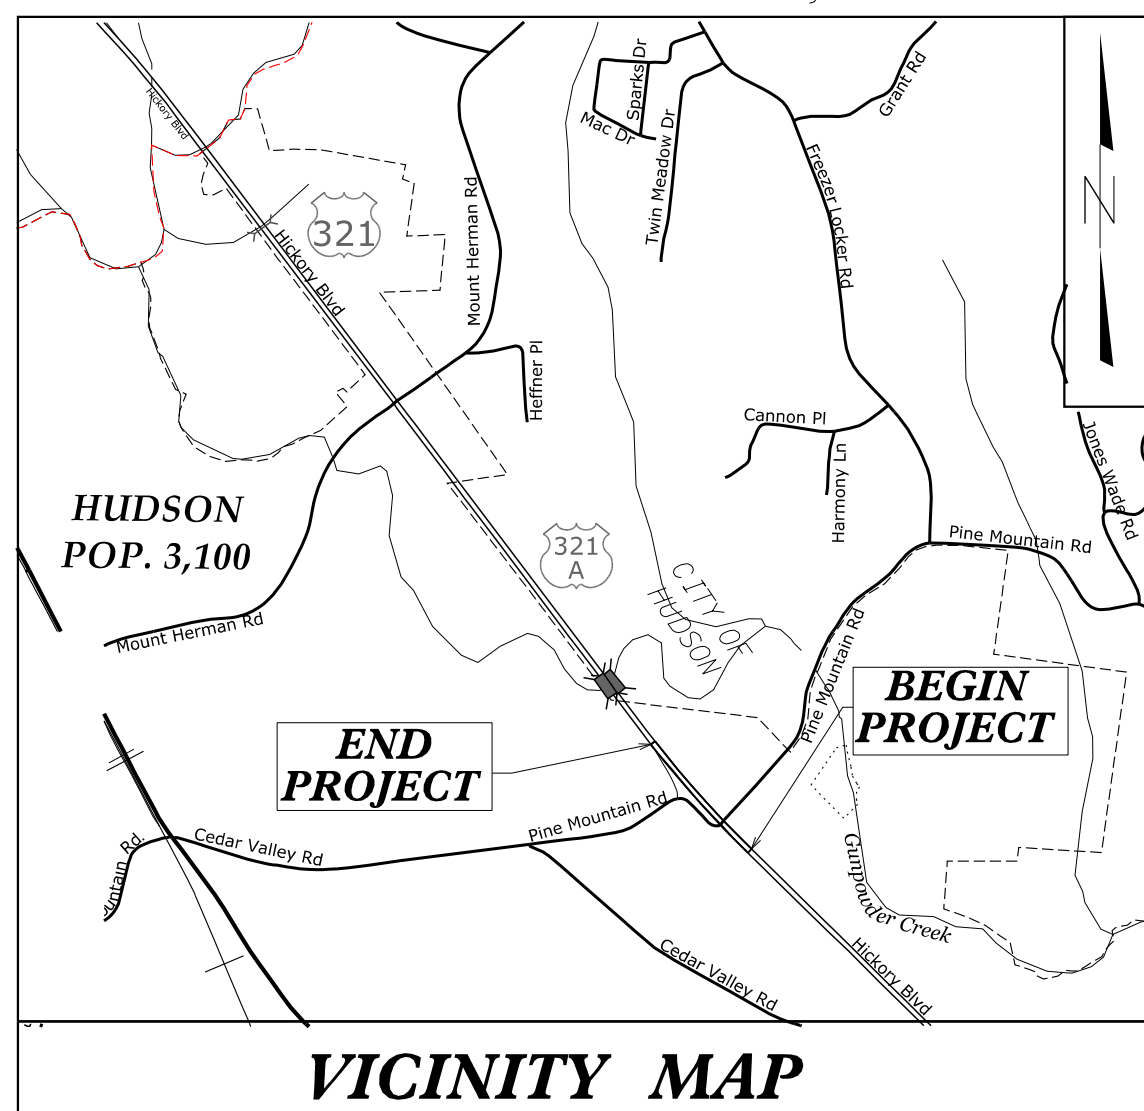 Hickory Blvd
Sparks Dr
Mac Dr
Twin Meadow Dr
Grant Rd
Freezer Locker Rd
Mount Herman Rd
321
Hickory Blvd
N
Heffner Pl
Cannon Pl
Harmony Ln
Jones Wade Rd
HUDSON
POP. 3,100
321
A
Pine Mountain Rd
CITY OF
HUDSON
Mount Herman Rd
Pine Mountain Rd
BEGIN
PROJECT
END
PROJECT
Pine Mountain Rd
Cedar Valley Rd
untain Rd.
Gunpowder Creek
Cedar Valley Rd
Hickory Blvd
VICINITY MAP